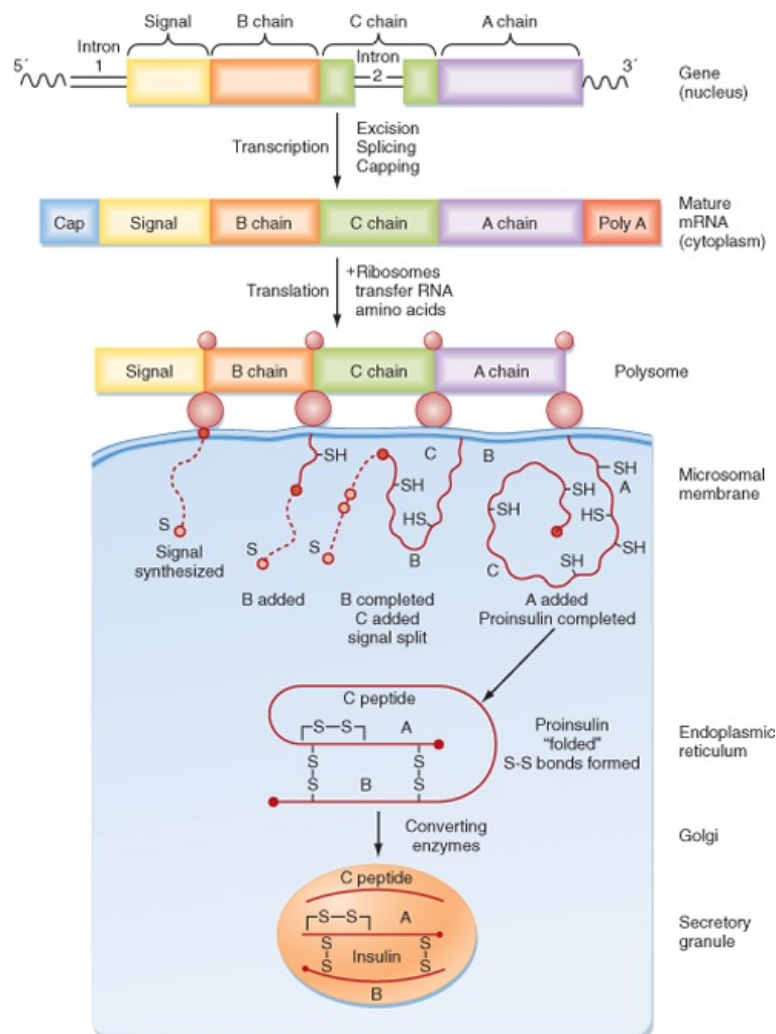 Signal B chain C chain A chain
Intron
1
Intron
2
5´
3´
Gene
(nucleus)
Transcription
Excision
Splicing
Capping
Cap Signal B chain C chain A chain Poly A
Mature
mRNA
(cytoplasm)
Translation
+Ribosomes
transfer RNA
amino acids
Signal B chain C chain A chain
Polysome
Microsomal
membrane
S
Signal
synthesized
SH
S
B added
C
SH
HS
S
B
B completed
C added
signal split
B
SH
A
SH
SH
HS
SH
SH
C
A added
Proinsulin completed
C peptide
S–S A
S
S
S
S
B
Proinsulin
"folded"
S-S bonds formed
Endoplasmic
reticulum
Converting
enzymes
Golgi
C peptide
S–S A
S
S
Insulin
S
S
B
Secretory
granule